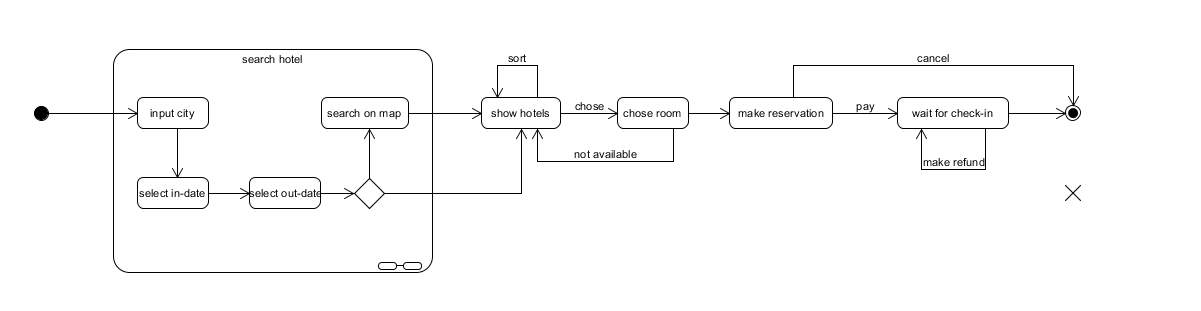 search hotel
sort
cancel
input city
search on map
show hotels
chose
chose room
make reservation
pay
wait for check-in
not available
make refund
select in-date
select out-date